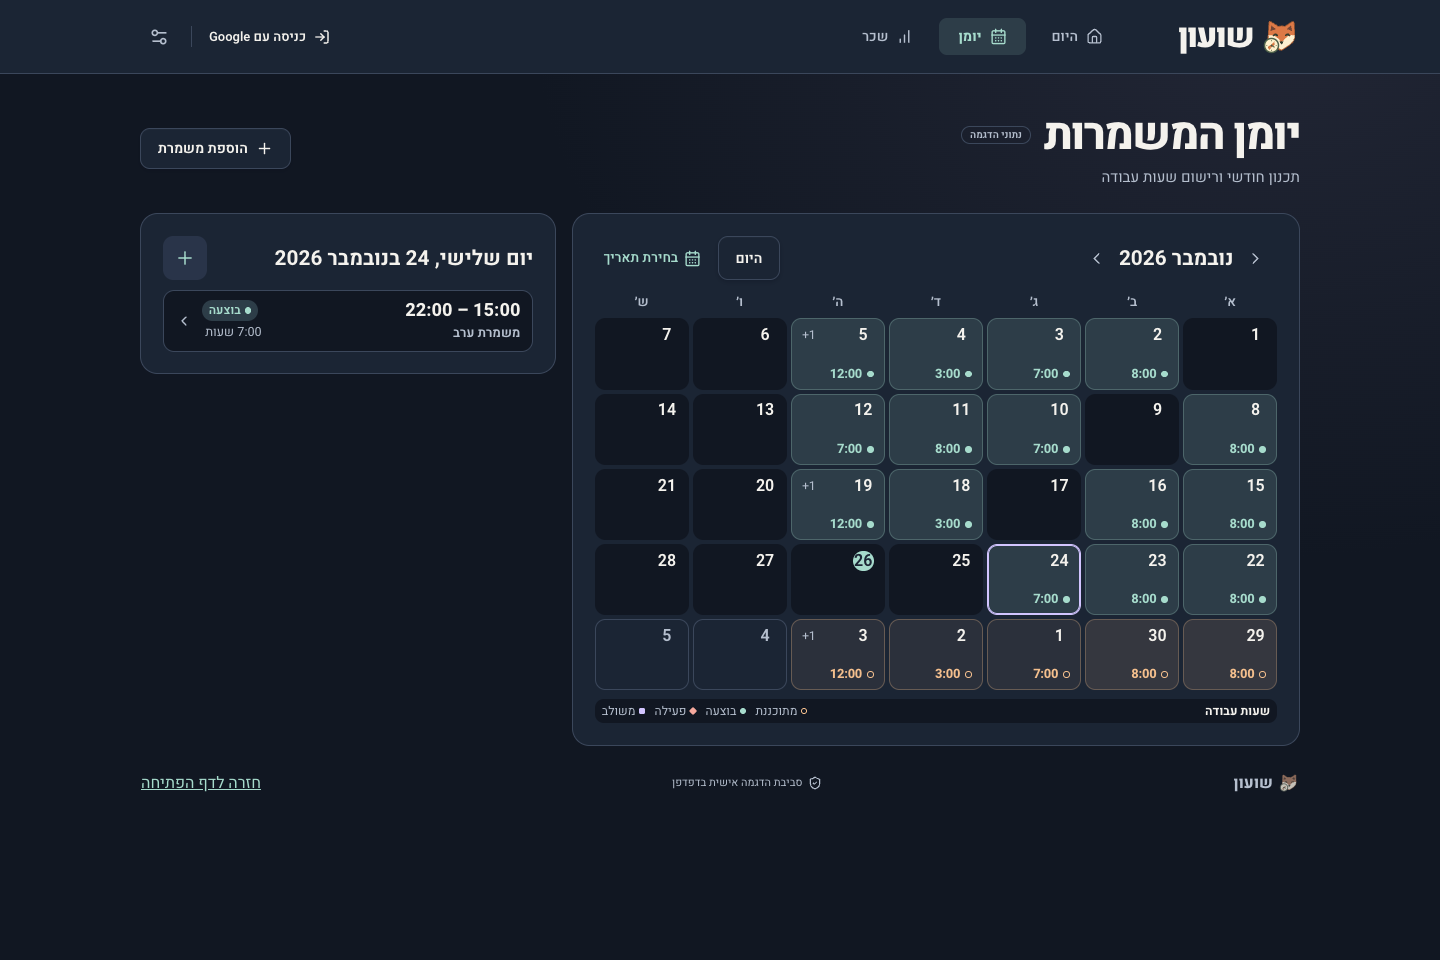 שועון
היום
יומן
שכר
כניסה עם Google
יומן המשמרות
נתוני הדגמה
תכנון חודשי ורישום שעות עבודה
הוספת משמרת
נובמבר 2026
היום
בחירת תאריך
א׳ ב׳ ג׳ ד׳ ה׳ ו׳ ש׳
1 2 3 4 5 +1 6 7
8:00 7:00 3:00 12:00
8 9 10 11 12 13 14
8:00 7:00 8:00 7:00
15 16 17 18 19 +1 20 21
8:00 8:00 3:00 12:00
22 23 24 25 26 27 28
8:00 8:00 7:00
29 30 1 2 3 +1 4 5
8:00 8:00 7:00 3:00 12:00
שעות עבודה
מתוכננת בוצעה פעילה משולב
יום שלישי, 24 בנובמבר 2026
15:00 – 22:00
בוצעה
משמרת ערב
7:00 שעות
שועון
סביבת הדגמה אישית בדפדפן
חזרה לדף הפתיחה